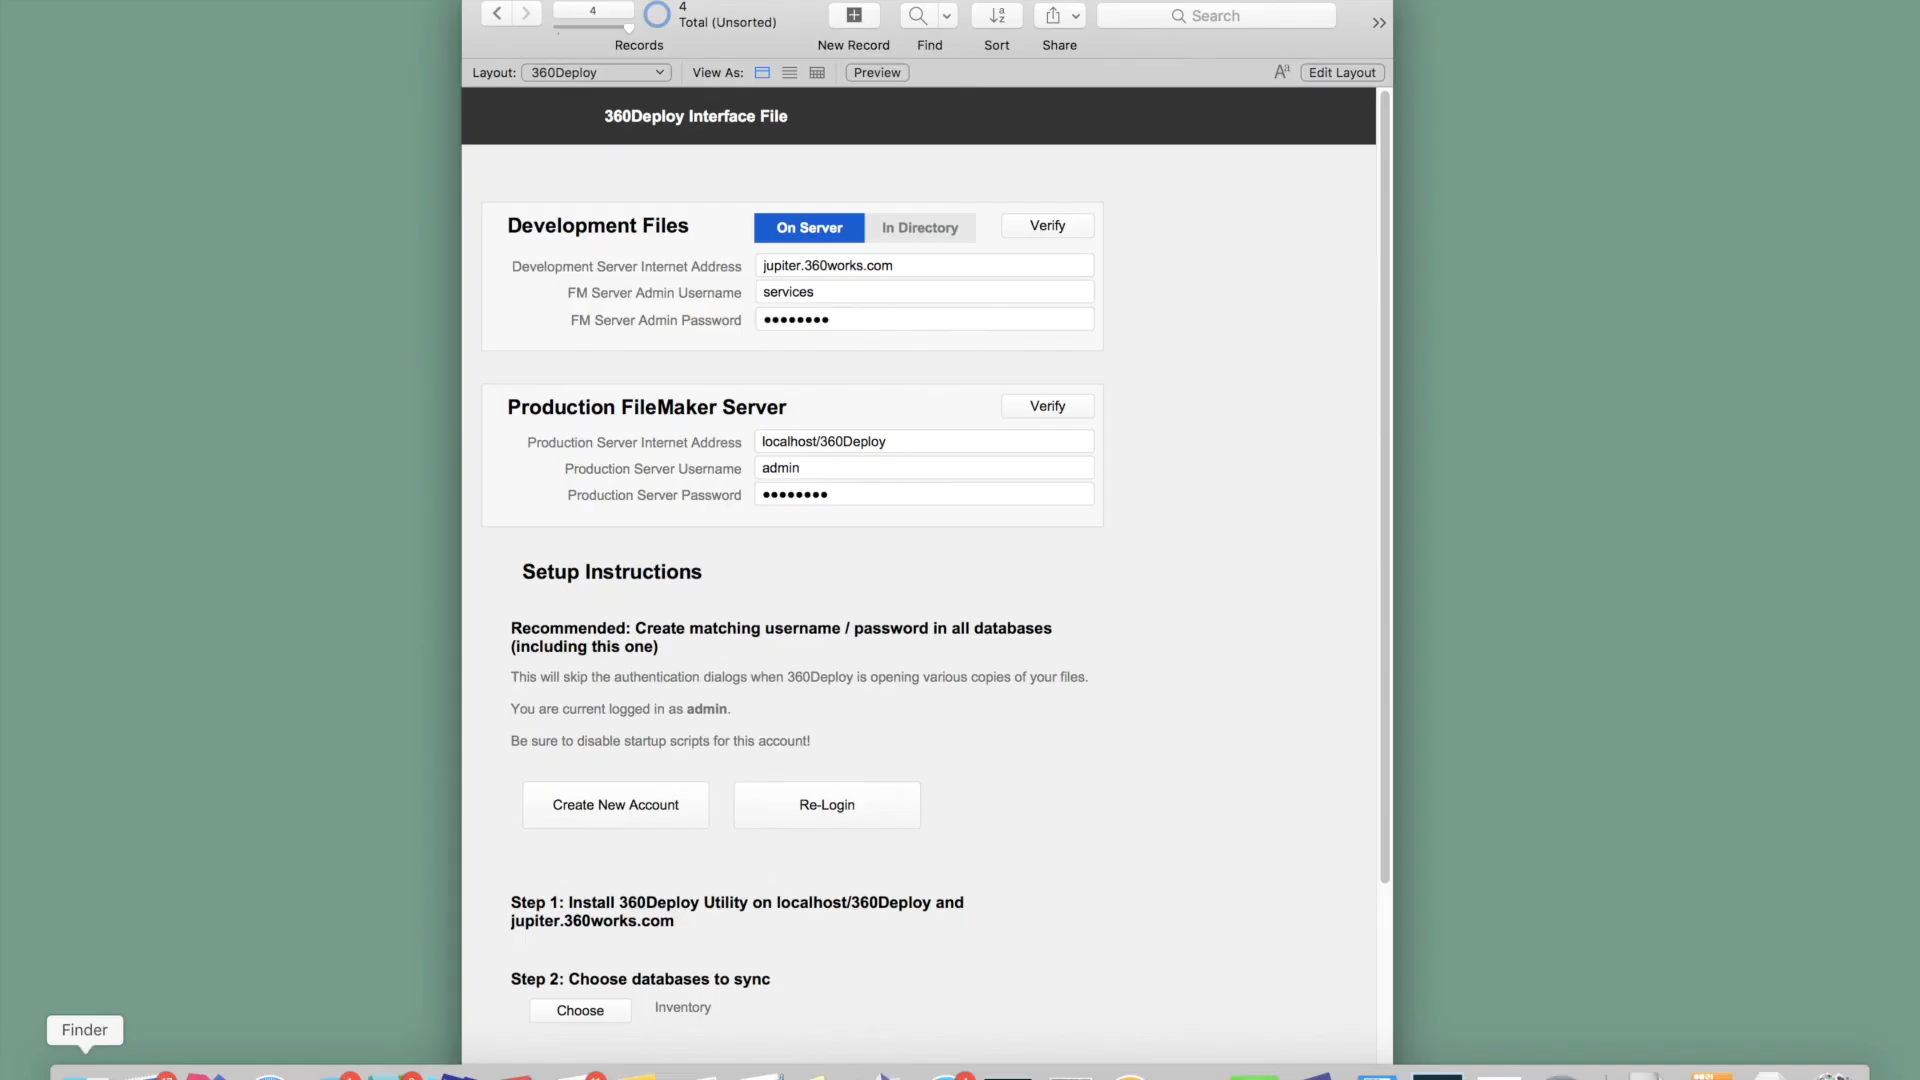 4
4
Total (Unsorted)
Records
New Record
Find
Sort
Share
Search
Layout: 360Deploy
View As:
Preview
Edit Layout
360Deploy Interface File
Development Files
On Server
In Directory
Verify
Development Server Internet Address jupiter.360works.com
FM Server Admin Username services
FM Server Admin Password
Production FileMaker Server
Verify
Production Server Internet Address localhost/360Deploy
Production Server Username admin
Production Server Password
Setup Instructions
Recommended: Create matching username / password in all databases
(including this one)
This will skip the authentication dialogs when 360Deploy is opening various copies of your files.
You are current logged in as admin.
Be sure to disable startup scripts for this account!
Create New Account
Re-Login
Step 1: Install 360Deploy Utility on localhost/360Deploy and
jupiter.360works.com
Step 2: Choose databases to sync
Choose
Inventory
Finder